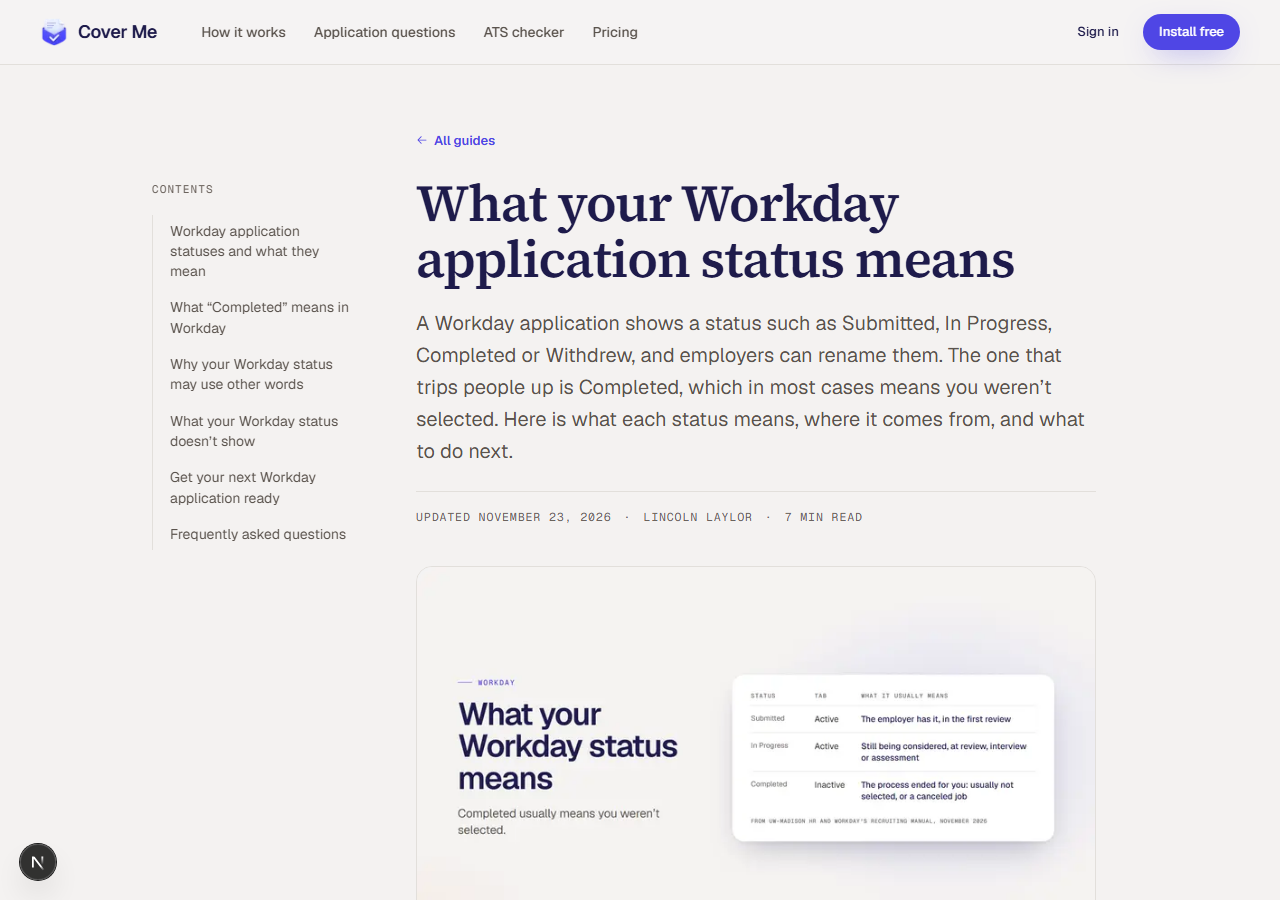 Cover Me
How it works
Application questions
ATS checker
Pricing
Sign in
Install free
← All guides
CONTENTS
Workday application
statuses and what they
mean
What “Completed” means in
Workday
Why your Workday status
may use other words
What your Workday status
doesn't show
Get your next Workday
application ready
Frequently asked questions
What your Workday
application status means
A Workday application shows a status such as Submitted, In Progress,
Completed or Withdrew, and employers can rename them. The one that
trips people up is Completed, which in most cases means you weren’t
selected. Here is what each status means, where it comes from, and what
to do next.
UPDATED NOVEMBER 23, 2026 · LINCOLN LAYLOR · 7 MIN READ
WORKDAY
What your
Workday status
means
Completed usually means you weren’t
selected.
STATUS TAB WHAT IT USUALLY MEANS
Submitted Active The employer has it, in the first review
In Progress Active Still being considered, at review, interview
or assessment
Completed Inactive The process ended for you: usually not
selected, or a canceled job
FROM UW-MADISON HR AND WORKDAY'S RECRUITING MANUAL, NOVEMBER 2026
N